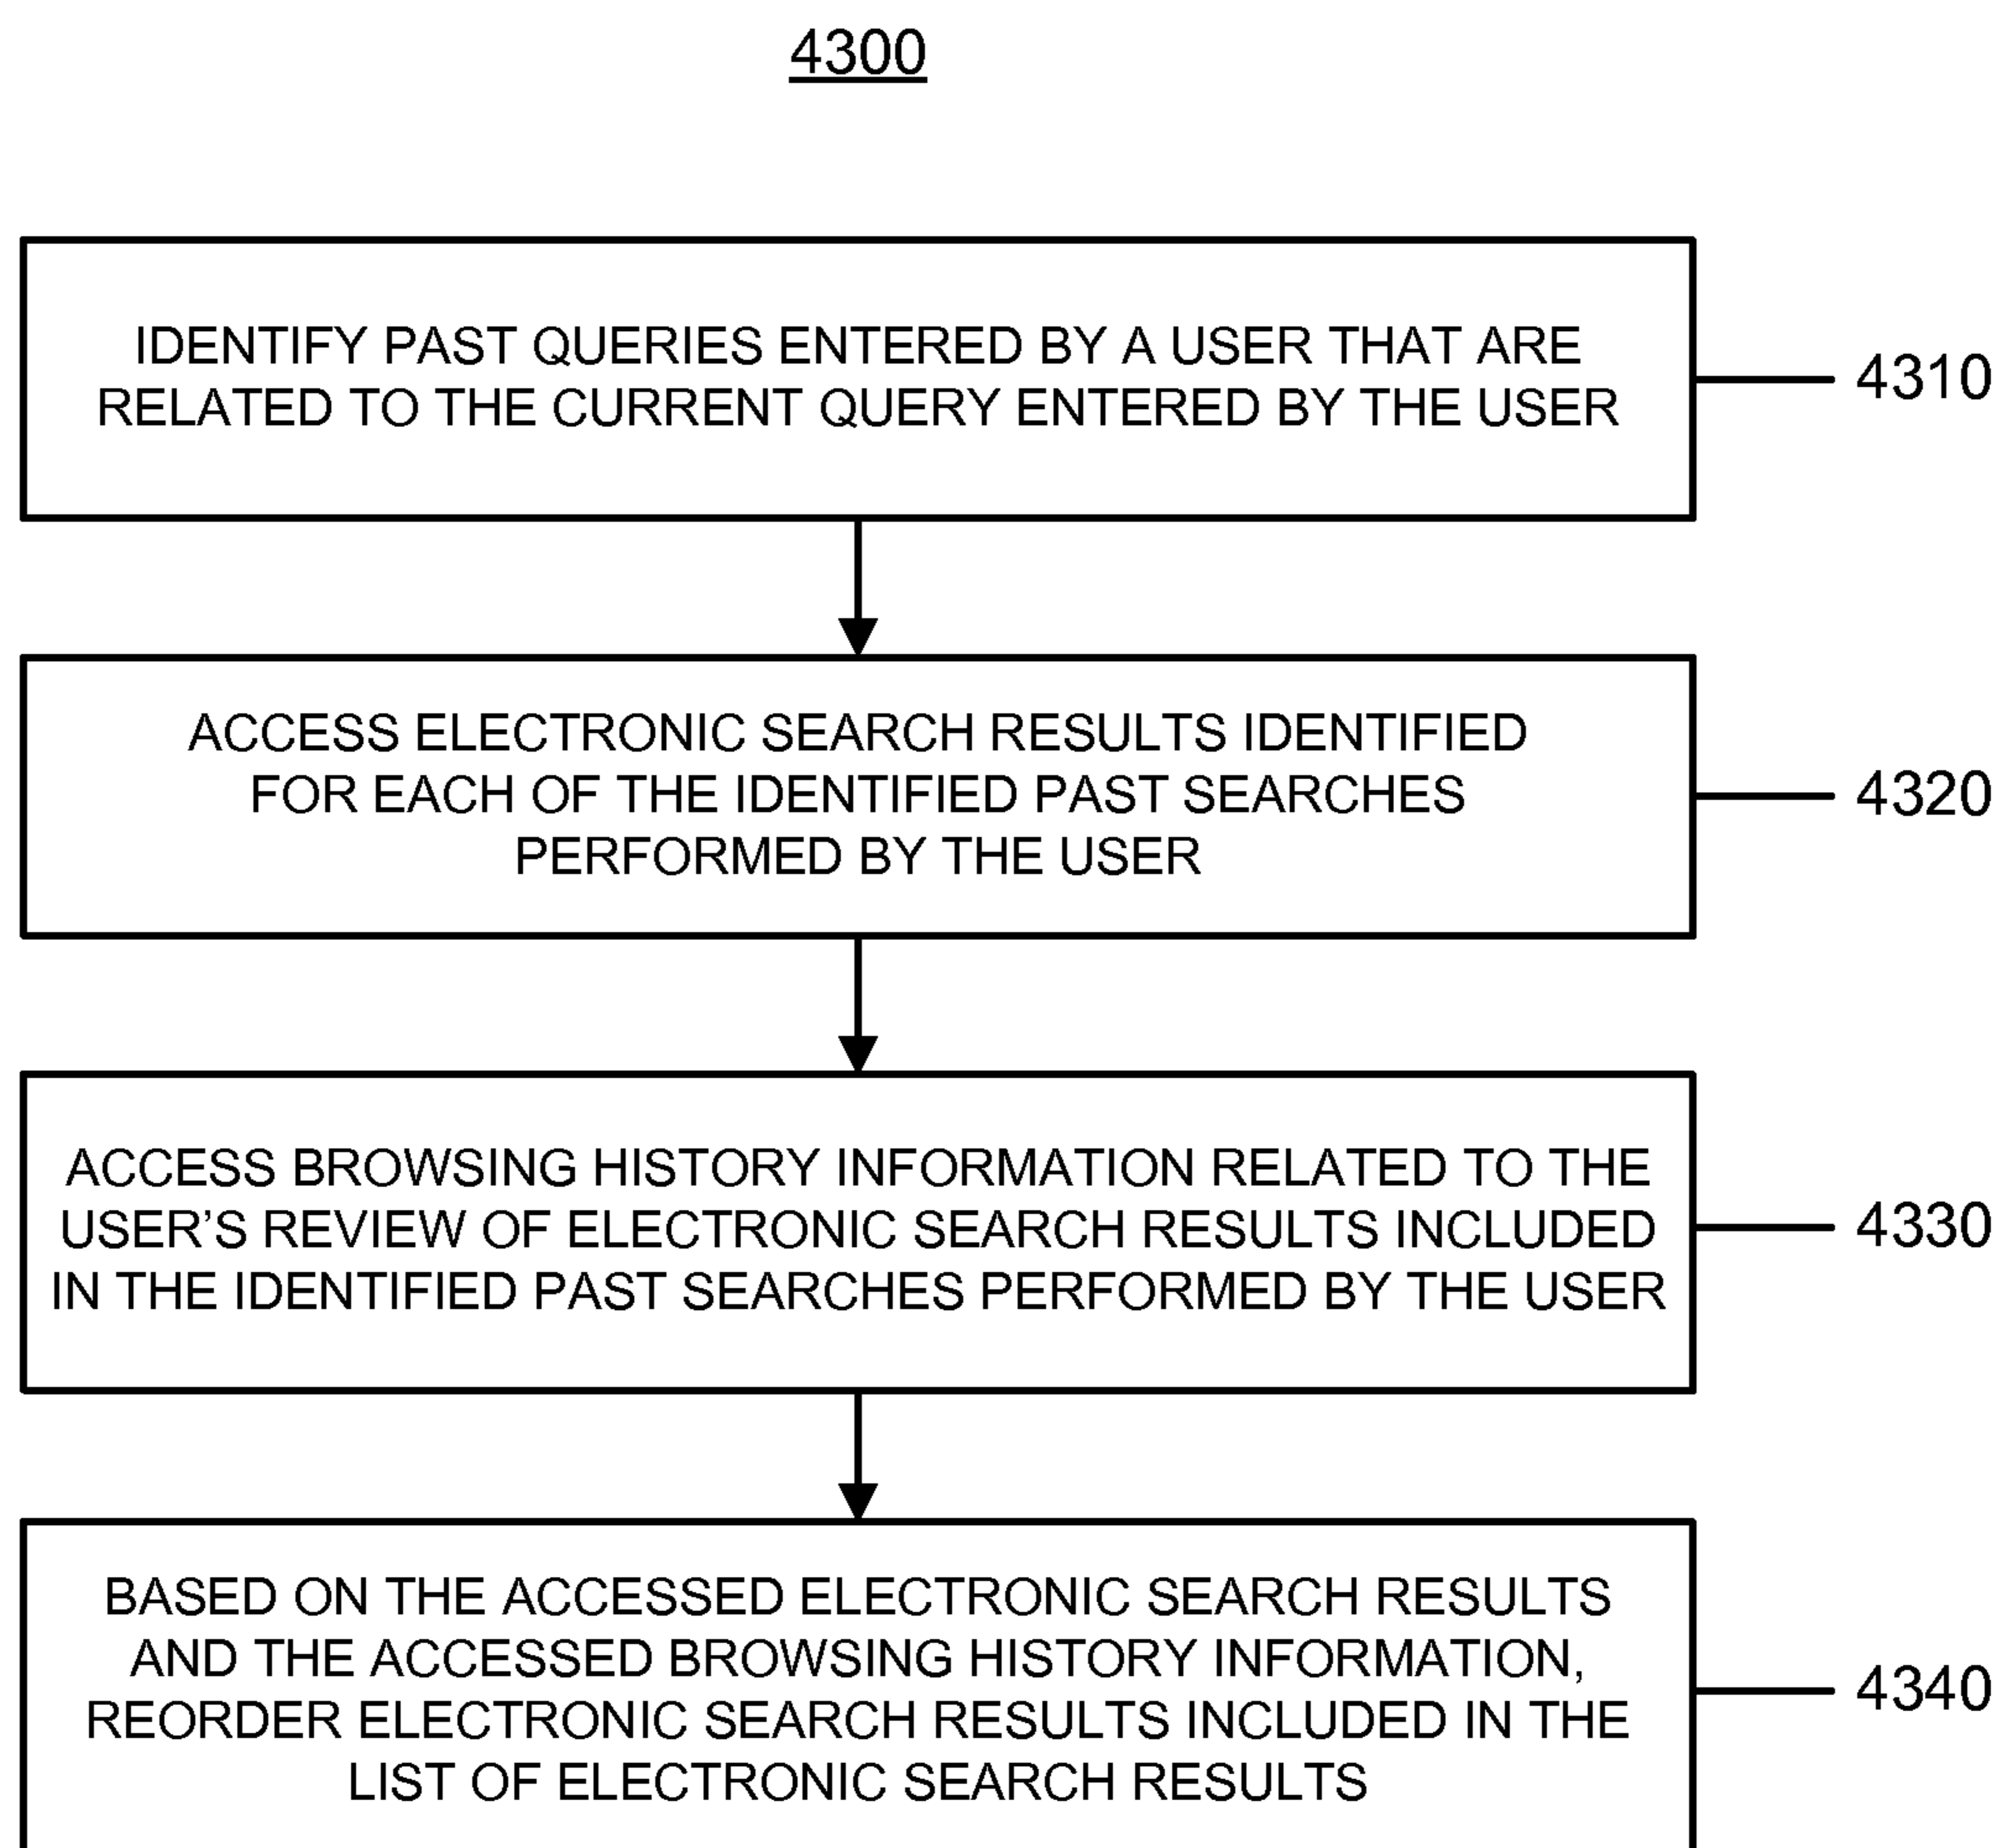 4300
IDENTIFY PAST QUERIES ENTERED BY A USER THAT ARE
RELATED TO THE CURRENT QUERY ENTERED BY THE USER
4310
ACCESS ELECTRONIC SEARCH RESULTS IDENTIFIED
FOR EACH OF THE IDENTIFIED PAST SEARCHES
PERFORMED BY THE USER
4320
ACCESS BROWSING HISTORY INFORMATION RELATED TO THE
USER’S REVIEW OF ELECTRONIC SEARCH RESULTS INCLUDED
IN THE IDENTIFIED PAST SEARCHES PERFORMED BY THE USER
4330
BASED ON THE ACCESSED ELECTRONIC SEARCH RESULTS
AND THE ACCESSED BROWSING HISTORY INFORMATION,
REORDER ELECTRONIC SEARCH RESULTS INCLUDED IN THE
LIST OF ELECTRONIC SEARCH RESULTS
4340